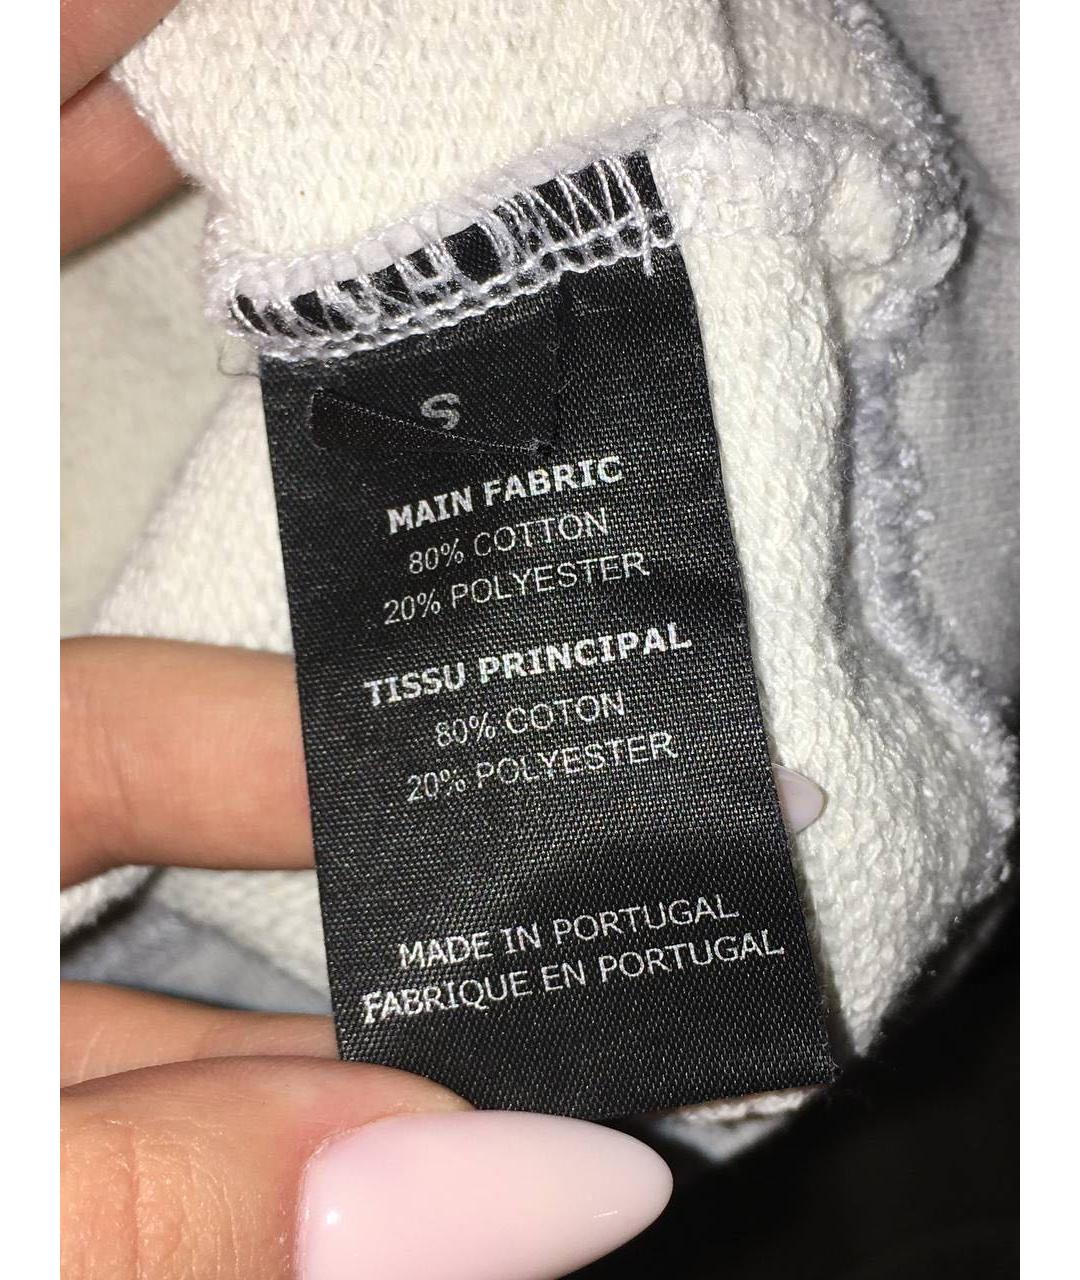 S
MAIN FABRIC
80% COTTON
20% POLYESTER
TISSU PRINCIPAL
80% COTON
20% POLYESTER
MADE IN PORTUGAL
FABRIQUE EN PORTUGAL